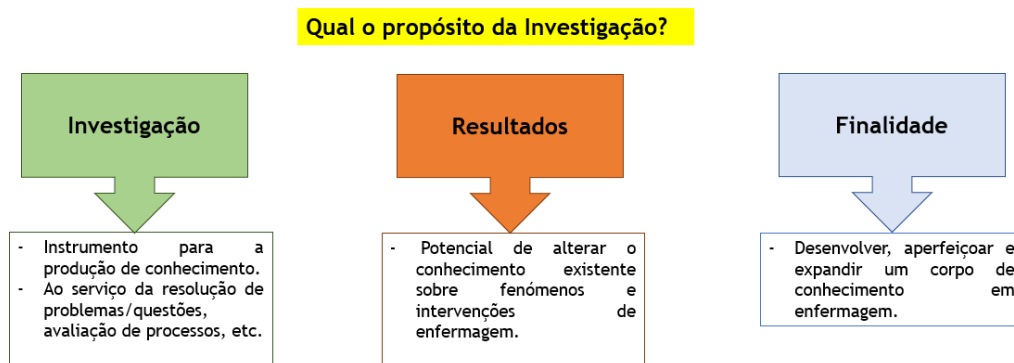 Qual o propósito da Investigação?
Investigação
- Instrumento para a
produção de conhecimento.
- Ao serviço da resolução de
problemas/questões,
avaliação de processos, etc.
Resultados
- Potencial de alterar o
conhecimento existente
sobre fenómenos e
intervenções de
enfermagem.
Finalidade
- Desenvolver, aperfeiçoar e
expandir um corpo de
conhecimento em
enfermagem.